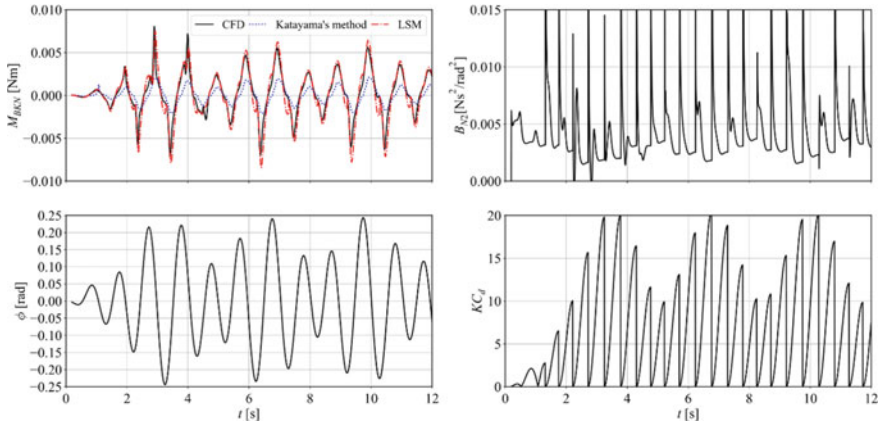 CFD Katayama's method LSM
0.010
0.005
0.000
−0.005
−0.010
M_BKN [Nm]
0.015
0.010
0.005
0.000
B_N2[Ns²/rad²]
0.25
0.20
0.15
0.10
0.05
0.00
−0.05
−0.10
−0.15
−0.20
−0.25
ϕ [rad]
0 2 4 6 8 10 12
t [s]
20
15
10
5
0
KC_d
0 2 4 6 8 10 12
t [s]